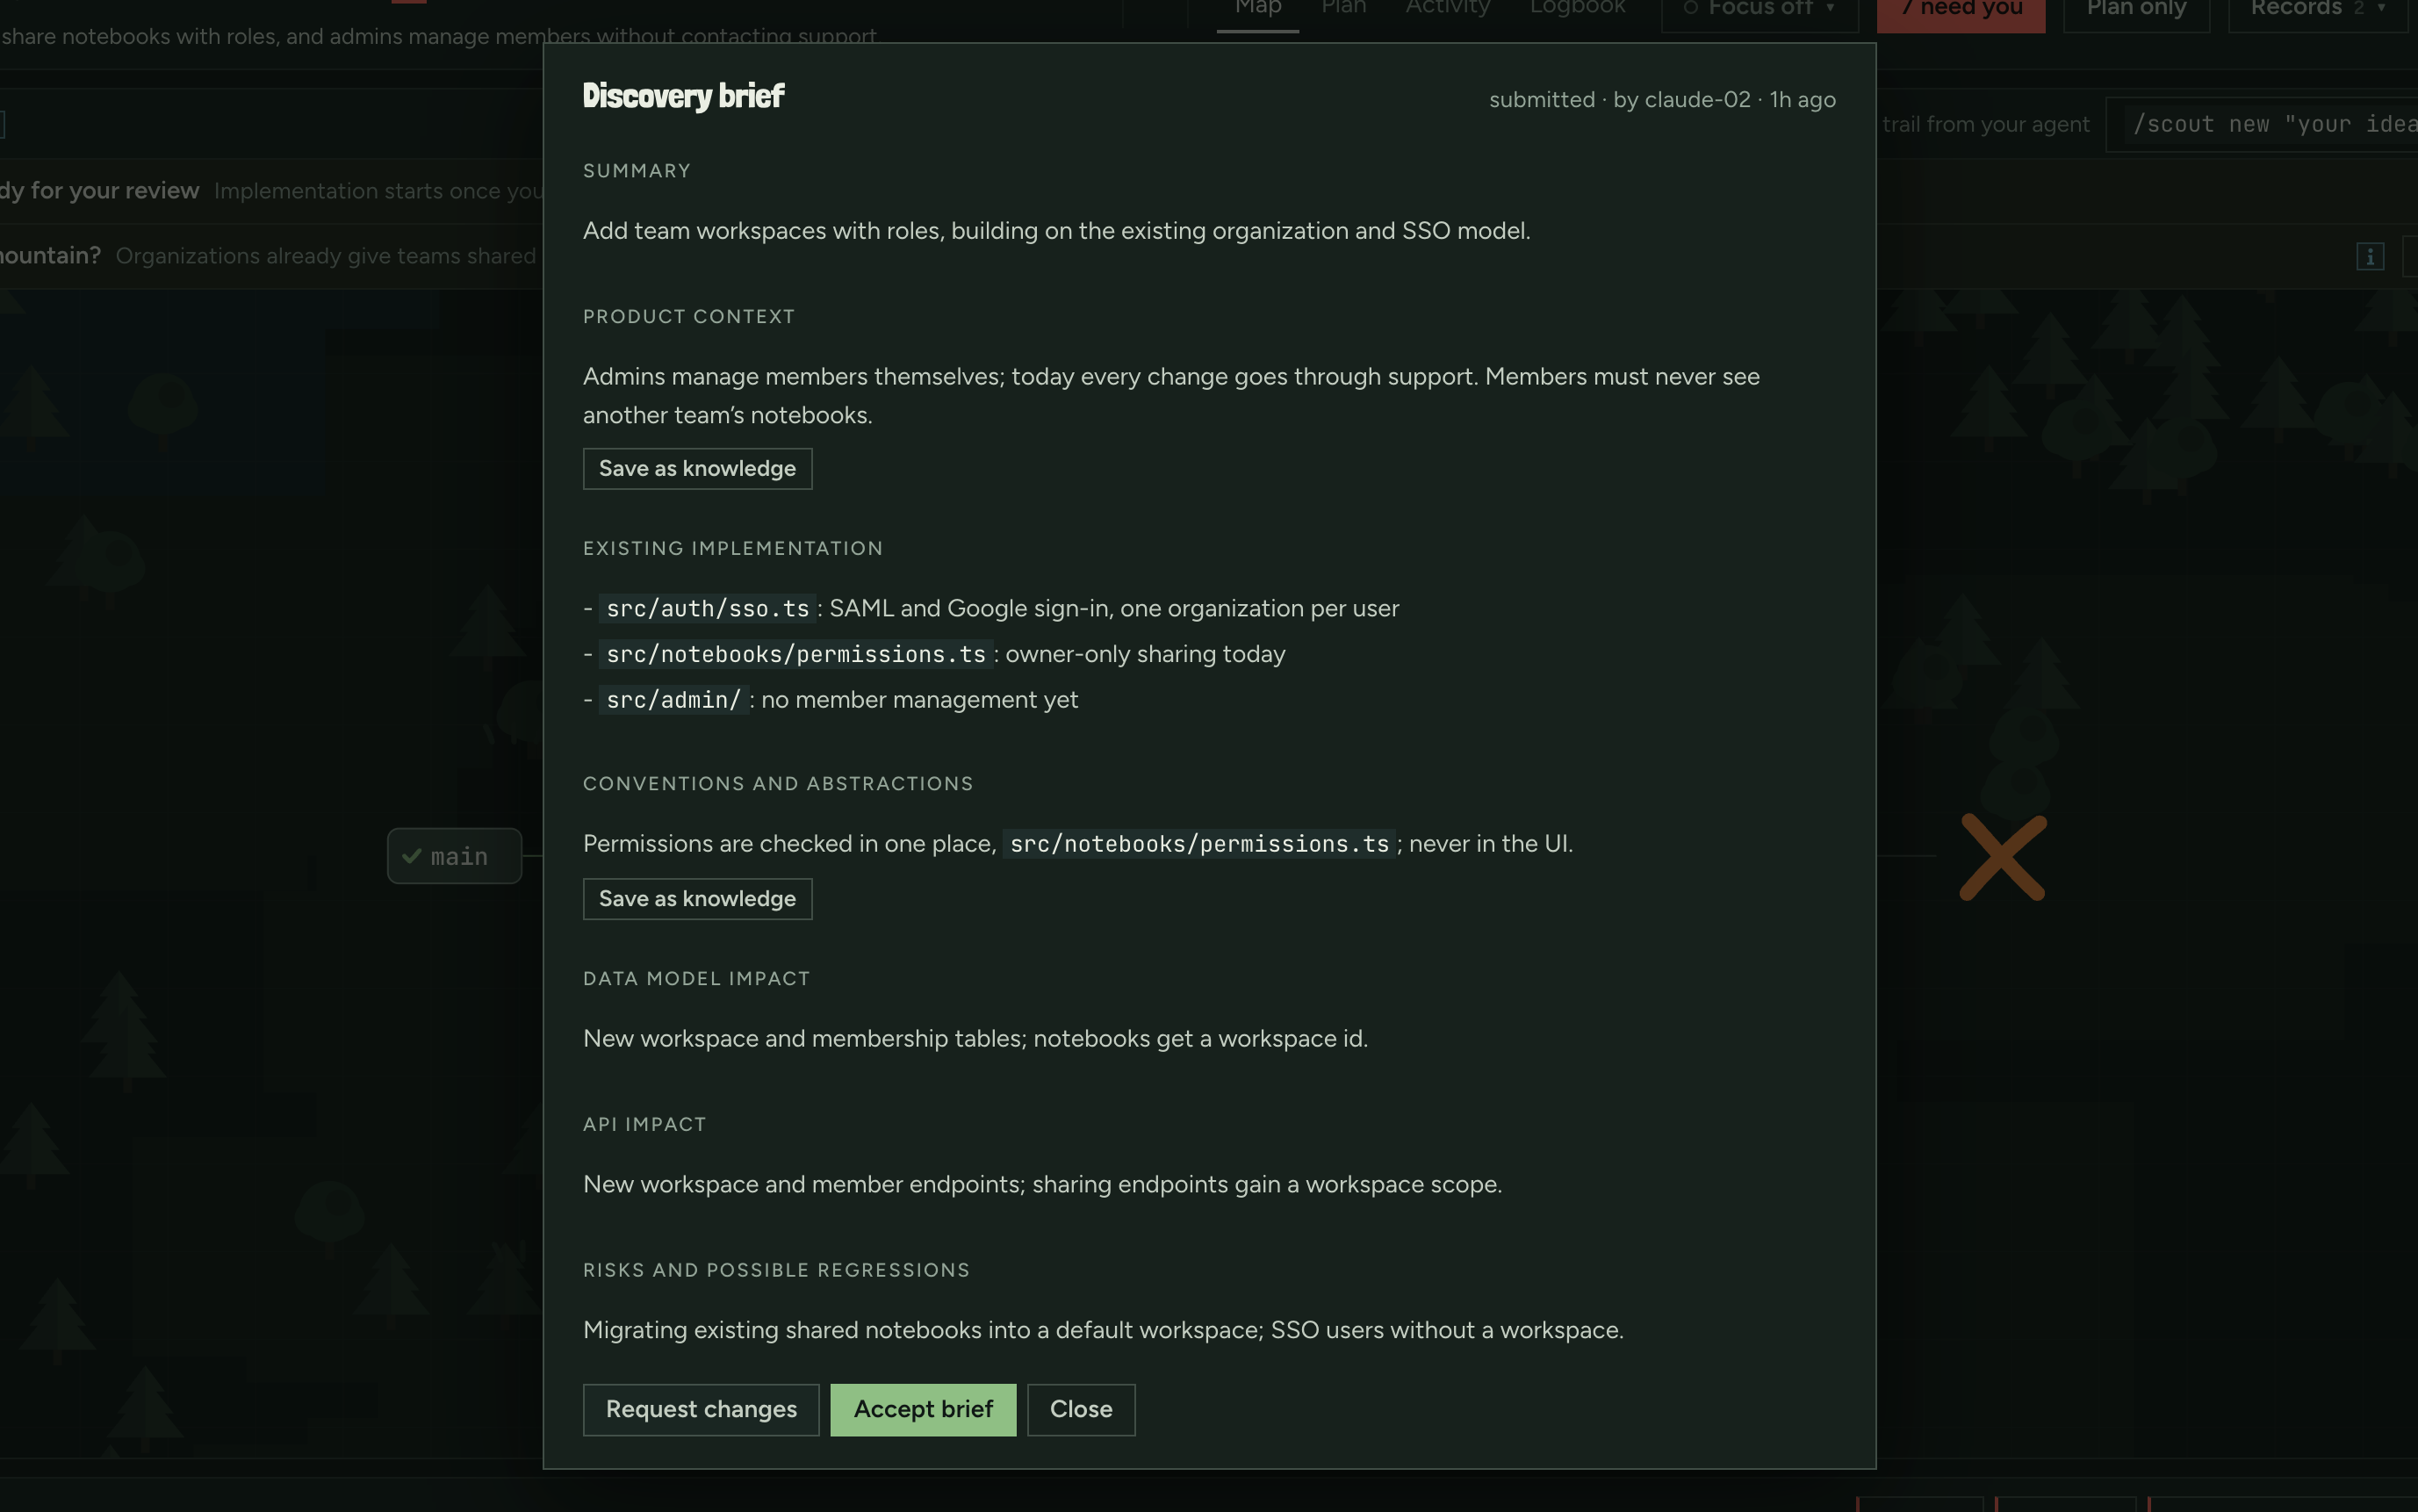 Map Plan Activity Logbook Focus off 7 need you Plan only Records 2
share notebooks with roles, and admins manage members without contacting support
Discovery brief
submitted · by claude-02 · 1h ago
trail from your agent /scout new "your idea
dy for your review Implementation starts once you
mountain? Organizations already give teams shared
SUMMARY
Add team workspaces with roles, building on the existing organization and SSO model.
PRODUCT CONTEXT
Admins manage members themselves; today every change goes through support. Members must never see
another team's notebooks.
Save as knowledge
EXISTING IMPLEMENTATION
- src/auth/sso.ts: SAML and Google sign-in, one organization per user
- src/notebooks/permissions.ts: owner-only sharing today
- src/admin/: no member management yet
CONVENTIONS AND ABSTRACTIONS
Permissions are checked in one place, src/notebooks/permissions.ts; never in the UI.
main
Save as knowledge
DATA MODEL IMPACT
New workspace and membership tables; notebooks get a workspace id.
API IMPACT
New workspace and member endpoints; sharing endpoints gain a workspace scope.
RISKS AND POSSIBLE REGRESSIONS
Migrating existing shared notebooks into a default workspace; SSO users without a workspace.
Request changes Accept brief Close